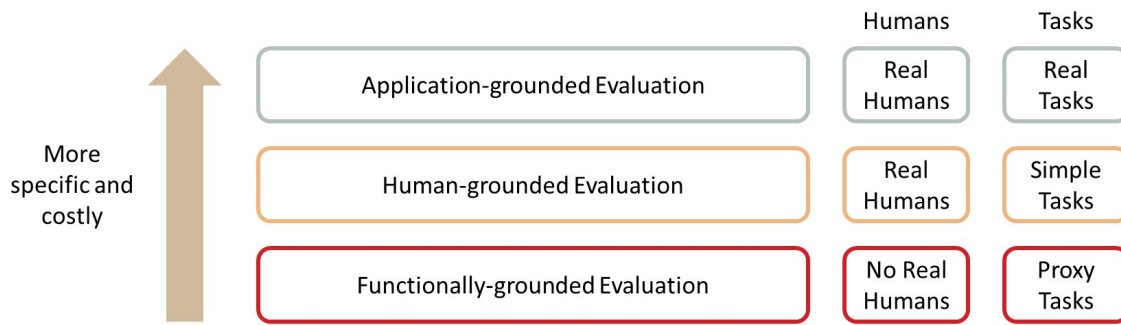 Humans
Tasks
Application-grounded Evaluation
Real
Humans
Real
Tasks
More
specific and
costly
Human-grounded Evaluation
Real
Humans
Simple
Tasks
Functionally-grounded Evaluation
No Real
Humans
Proxy
Tasks